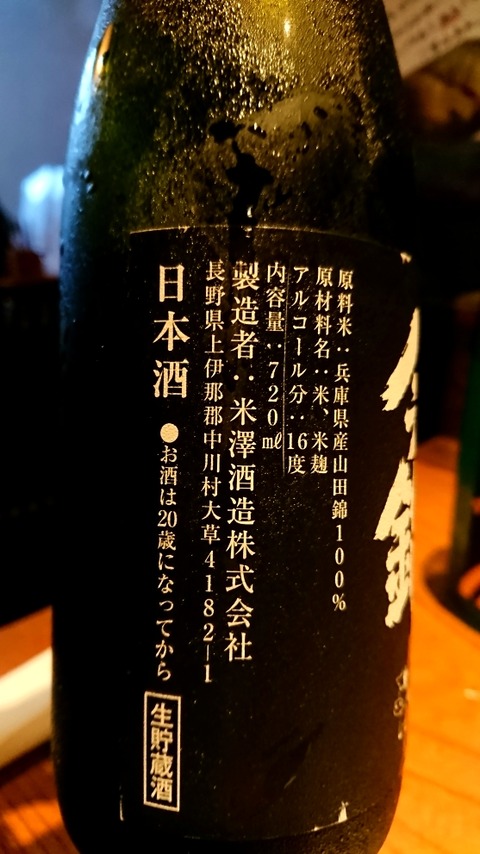 原料米：兵庫県産山田錦100%
原材料名：米、米麹
アルコール分：16度
内容量：720ml
製造者：米澤酒造株式会社
長野県上伊那郡中川村大草4182-1
日本酒 ●お酒は20歳になってから
生貯蔵酒